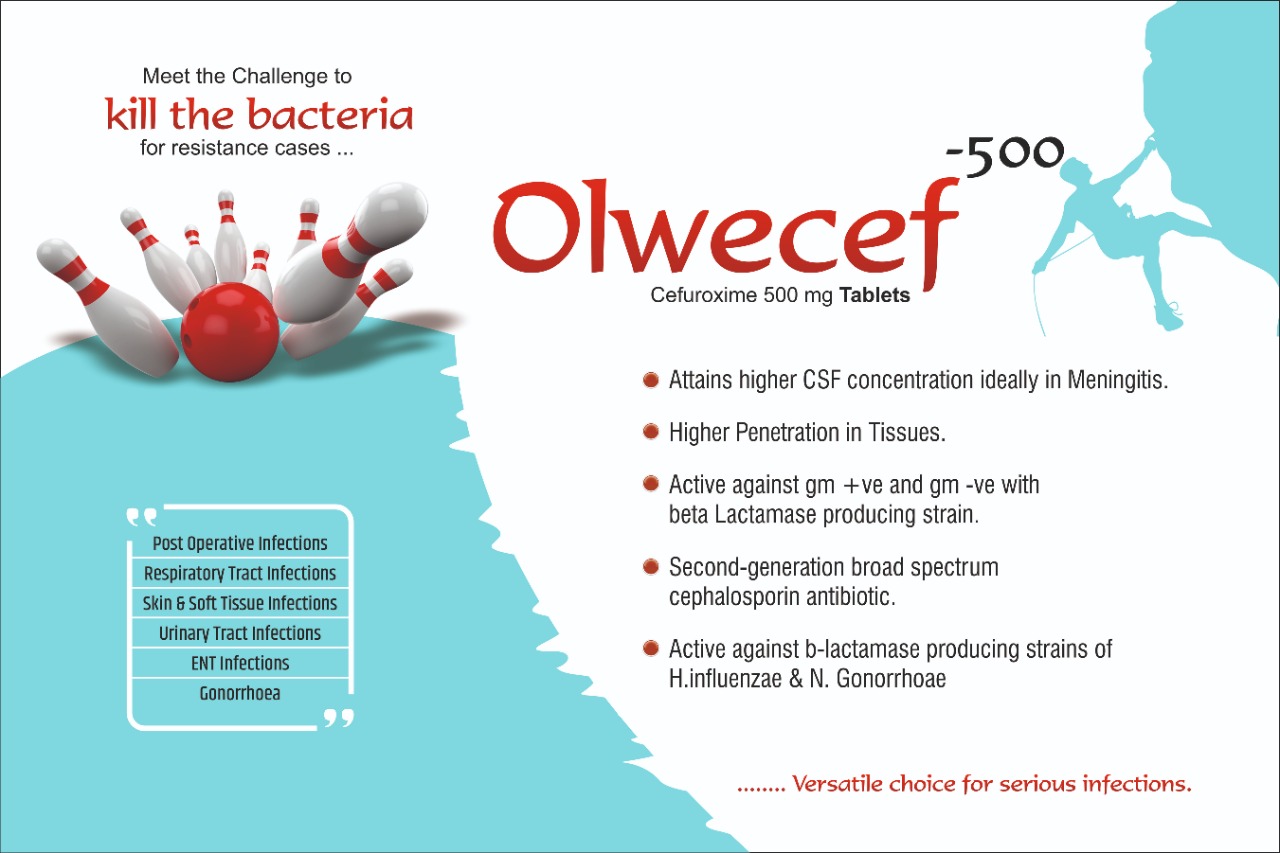 Meet the Challenge to
kill the bacteria
for resistance cases ...
Olwecef -500
Cefuroxime 500 mg Tablets
Attains higher CSF concentration ideally in Meningitis.
Higher Penetration in Tissues.
Active against gm +ve and gm -ve with
beta Lactamase producing strain.
Second-generation broad spectrum
cephalosporin antibiotic.
Active against b-lactamase producing strains of
H.influenzae & N. Gonorrhoae
Post Operative Infections
Respiratory Tract Infections
Skin & Soft Tissue Infections
Urinary Tract Infections
ENT Infections
Gonorrhoea
........ Versatile choice for serious infections.